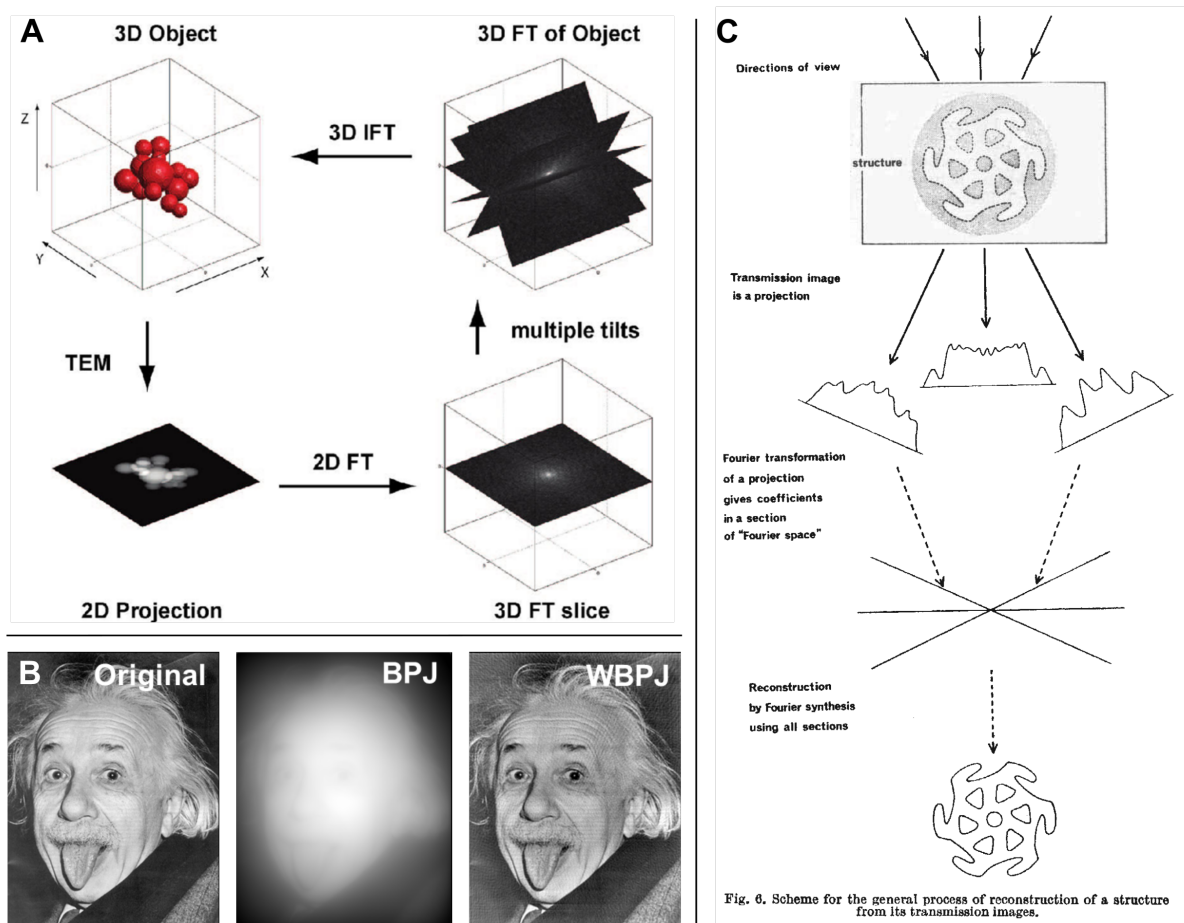 A
3D Object
3D FT of Object
Z
3D IFT
Y
X
TEM
multiple tilts
2D FT
2D Projection
3D FT slice
B
Original
BPJ
WBPJ
C
Directions of view
structure
Transmission image
is a projection
Fourier transformation
of a projection
gives coefficients
in a section
of "Fourier space"
Reconstruction
by Fourier synthesis
using all sections
Fig. 6. Scheme for the general process of reconstruction of a structure
from its transmission images.